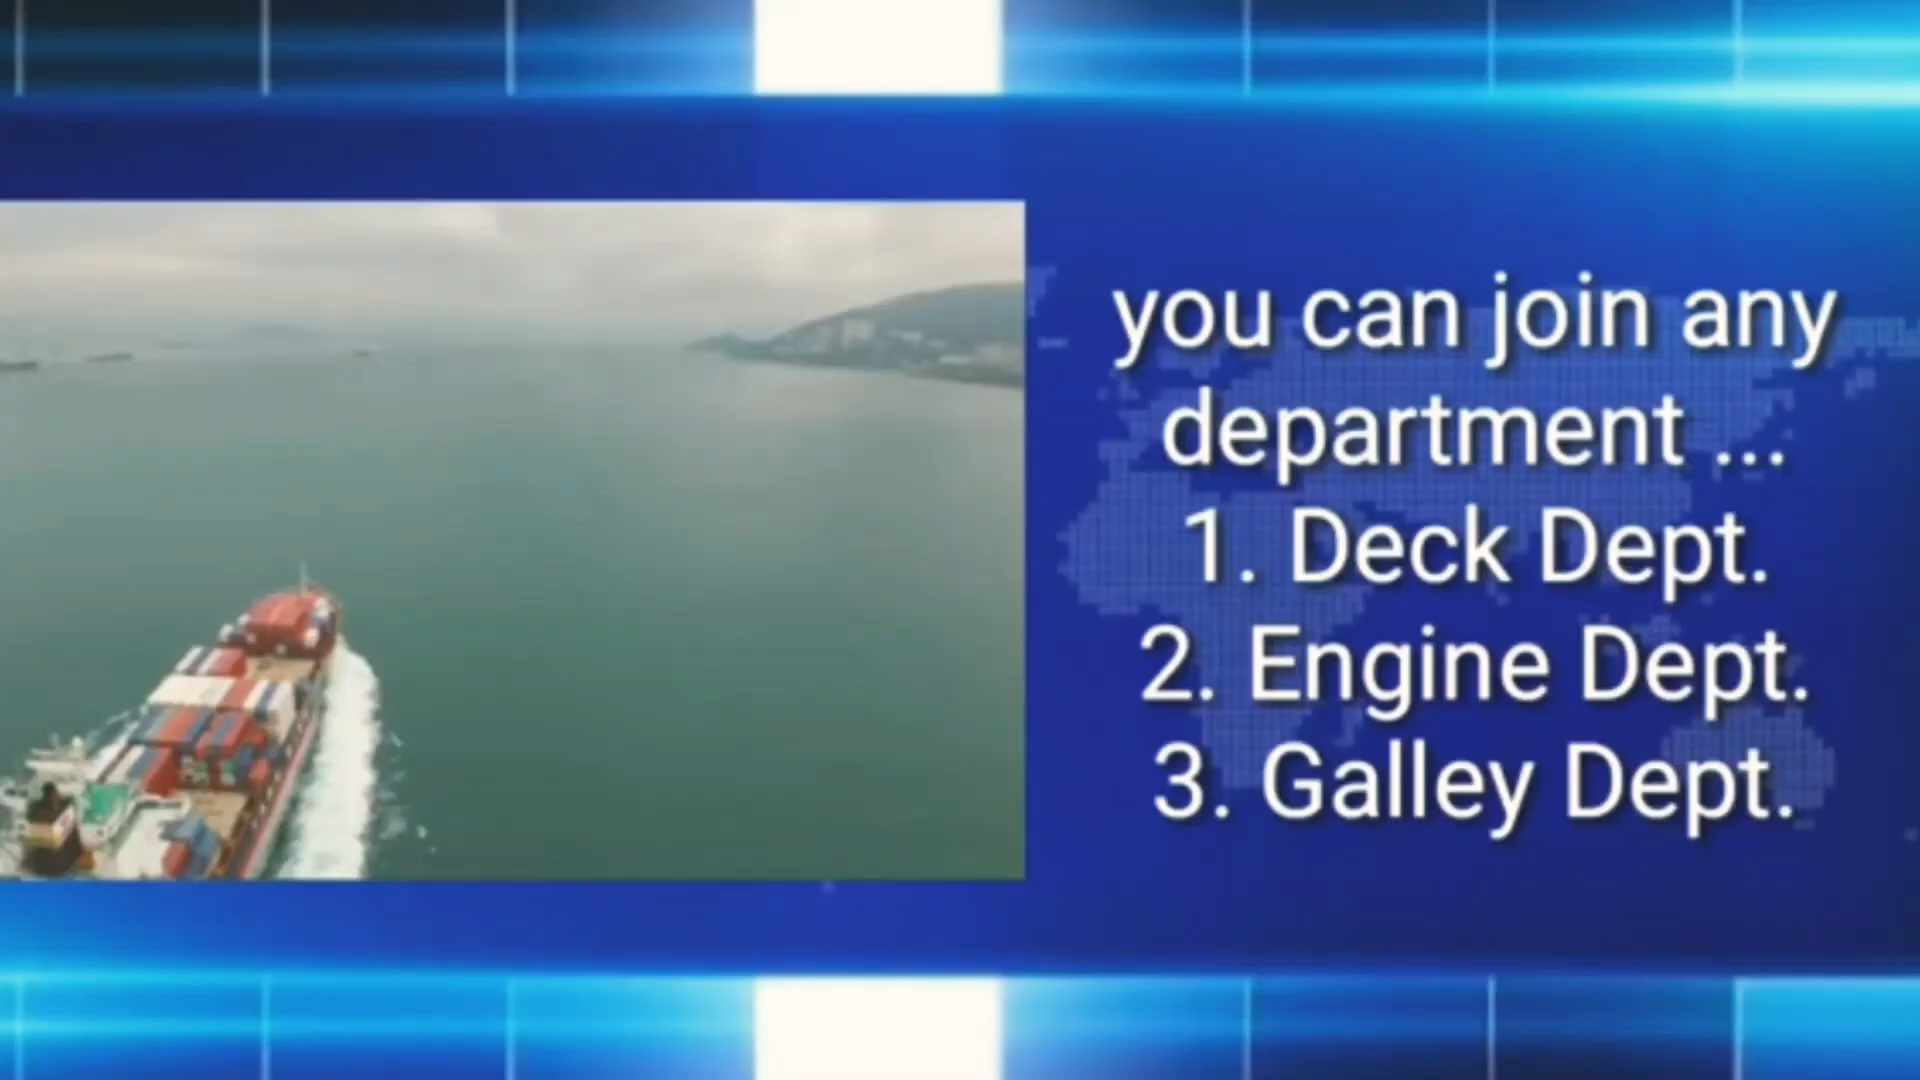 you can join any
department ...
1. Deck Dept.
2. Engine Dept.
3. Galley Dept.